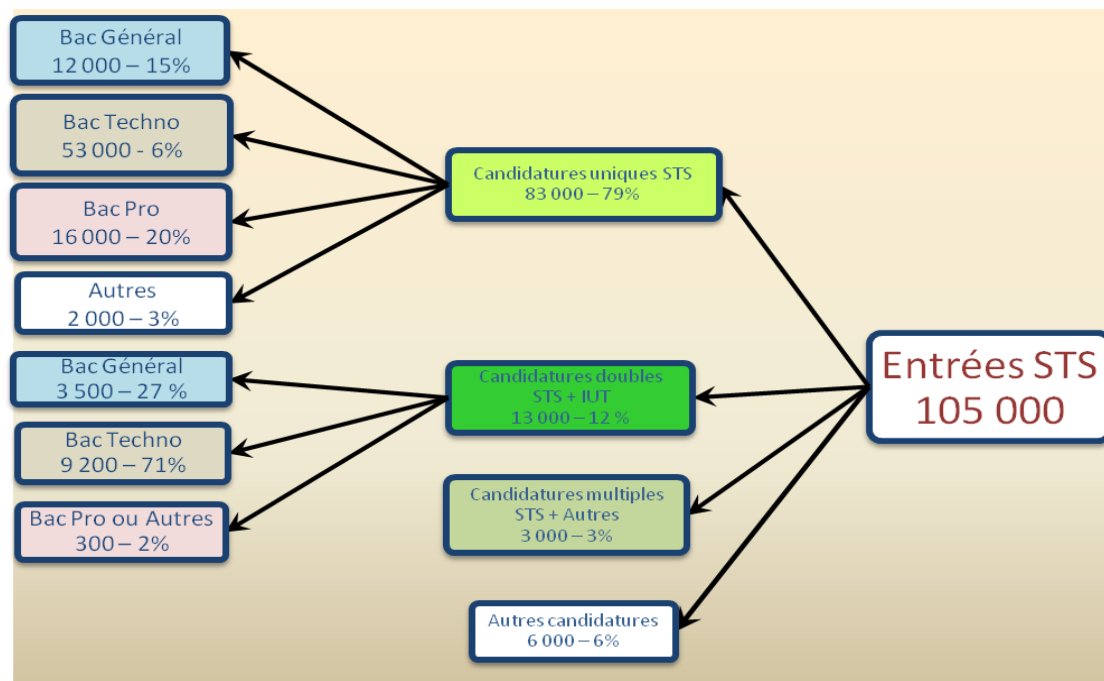 Bac Général
12 000 – 15%
Bac Techno
53 000 - 6%
Bac Pro
16 000 – 20%
Autres
2 000 – 3%
Bac Général
3 500 – 27 %
Bac Techno
9 200 – 71%
Bac Pro ou Autres
300 – 2%
Candidatures uniques STS
83 000 – 79%
Candidatures doubles
STS + IUT
13 000 – 12 %
Candidatures multiples
STS + Autres
3 000 – 3%
Autres candidatures
6 000 – 6%
Entrées STS
105 000